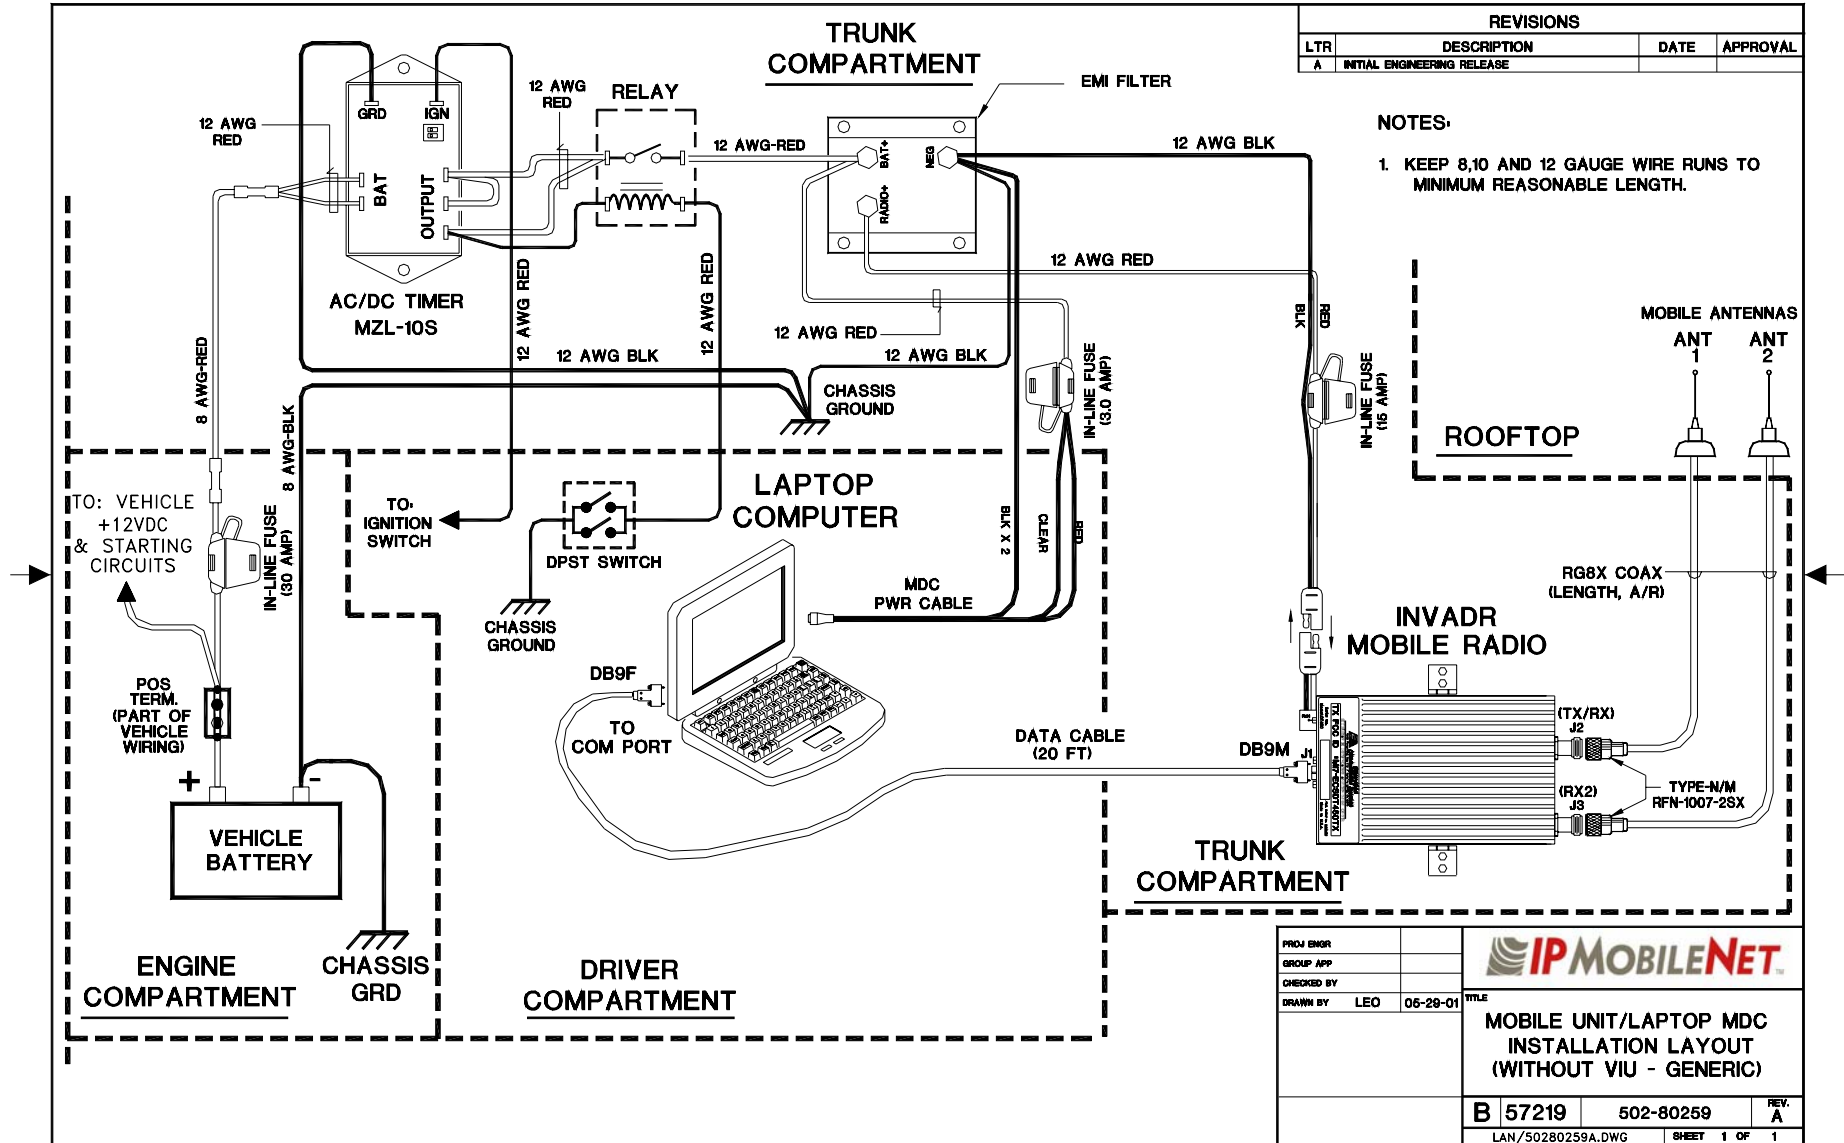 TRUNK
COMPARTMENT
REVISIONS
LTR DESCRIPTION DATE APPROVAL
A INITIAL ENGINEERING RELEASE
EMI FILTER
NOTES:
1. KEEP 8,10 AND 12 GAUGE WIRE RUNS TO
MINIMUM REASONABLE LENGTH.
12 AWG
RED
GRD
IGN
BAT
OUTPUT
12 AWG
RED
RELAY
12 AWG-RED
BAT+
NEG
RADIO+
12 AWG BLK
AC/DC TIMER
MZL-10S
12 AWG RED
12 AWG RED
12 AWG RED
12 AWG RED
12 AWG BLK
12 AWG BLK
8 AWG-RED
8 AWG-BLK
CHASSIS
GROUND
IN-LINE FUSE
(3.0 AMP)
BLK
RED
IN-LINE FUSE
(15 AMP)
MOBILE ANTENNAS
ANT
1
ANT
2
ROOFTOP
TO: VEHICLE
+12VDC
& STARTING
CIRCUITS
IN-LINE FUSE
(30 AMP)
TO:
IGNITION
SWITCH
DPST SWITCH
CHASSIS
GROUND
LAPTOP
COMPUTER
BLK X 2
CLEAR
RED
MDC
PWR CABLE
RG8X COAX
(LENGTH, A/R)
INVADR
MOBILE RADIO
POS
TERM.
(PART OF
VEHICLE
WIRING)
DB9F
TO
COM PORT
DATA CABLE
(20 FT)
DB9M
J1
(TX/RX)
J2
(RX2)
J3
TYPE-N/M
RFN-1007-2SX
+
-
VEHICLE
BATTERY
TRUNK
COMPARTMENT
ENGINE
COMPARTMENT
CHASSIS
GRD
DRIVER
COMPARTMENT
PROJ ENGR
GROUP APP
CHECKED BY
DRAWN BY LEO 05-29-01
IPMOBILENET
TM
TITLE
MOBILE UNIT/LAPTOP MDC
INSTALLATION LAYOUT
(WITHOUT VIU - GENERIC)
B 57219 502-80259 REV. A
LAN/50280259A.DWG SHEET 1 OF 1